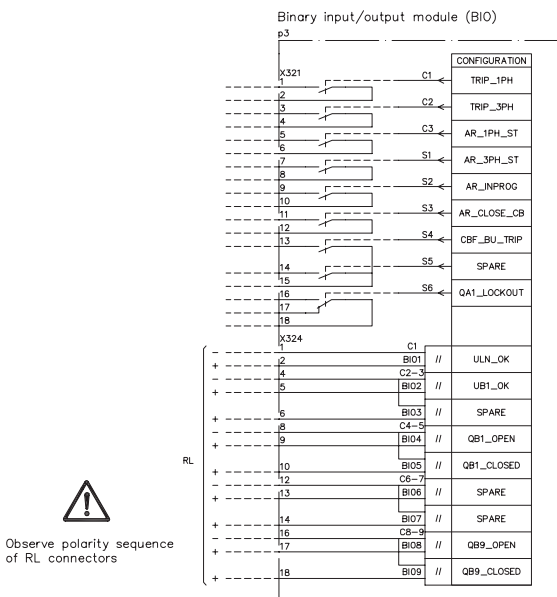 Binary input/output module (BIO)
p3
CONFIGURATION
X321
1 C1 TRIP_1PH
2
3 C2 TRIP_3PH
4
5 C3 AR_1PH_ST
6
7 S1 AR_3PH_ST
8
9 S2 AR_INPROG
10
11 S3 AR_CLOSE_CB
12
13 S4 CBF_BU_TRIP
14 S5 SPARE
15
16 S6 QA1_LOCKOUT
17
18
X324
- 1 C1
+ 2 BI01 // ULN_OK
- 4 C2-3
+ 5 BI02 // UB1_OK
+ 6 BI03 // SPARE
- 8 C4-5
+ 9 BI04 // QB1_OPEN
RL
+ 10 BI05 // QB1_CLOSED
- 12 C6-7
+ 13 BI06 // SPARE
+ 14 BI07 // SPARE
- 16 C8-9
+ 17 BI08 // QB9_OPEN
+ 18 BI09 // QB9_CLOSED
!
Observe polarity sequence
of RL connectors